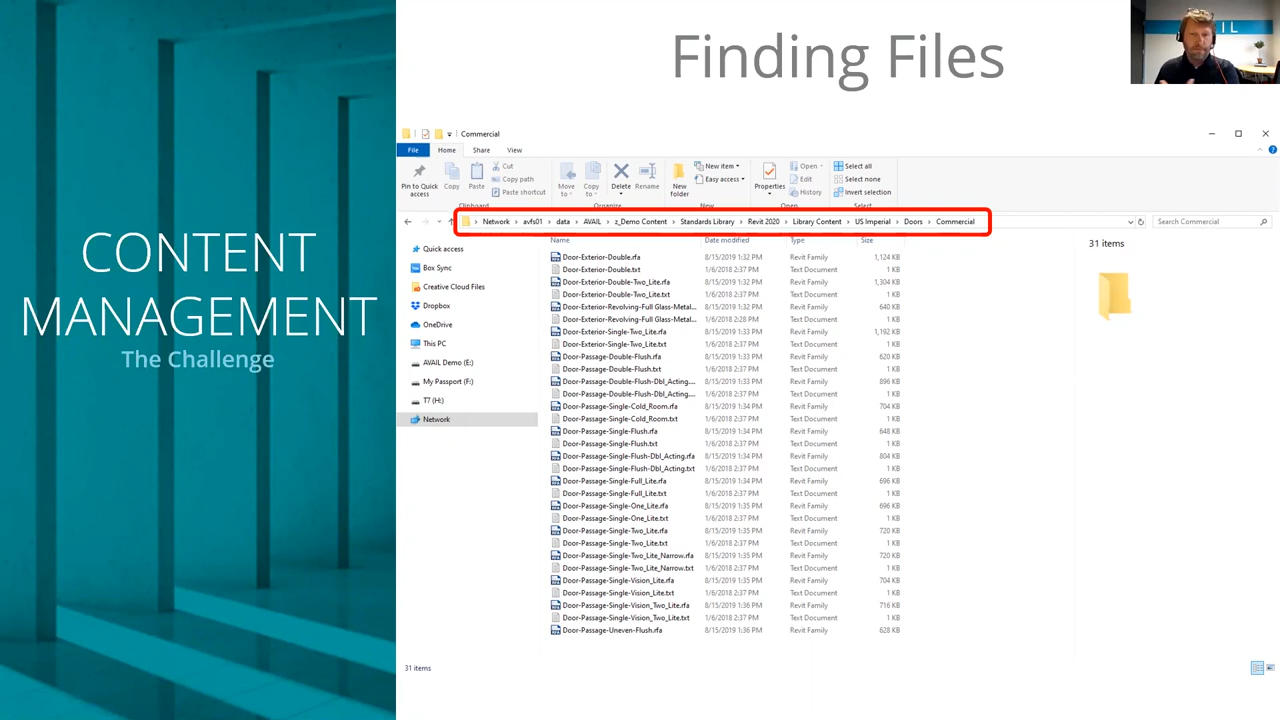 CONTENT
MANAGEMENT
The Challenge
Finding Files
I L
Commercial
File Home Share View
Pin to Quick access
Copy
Paste
Cut
Copy path
Paste shortcut
Clipboard
Move to
Copy to
Delete
Rename
Organize
New folder
New item
Easy access
New
Properties
Open
Edit
History
Open
Select all
Select none
Invert selection
Select
Network > avfs01 > data > AVAIL > z_Demo Content > Standards Library > Revit 2020 > Library Content > US Imperial > Doors > Commercial
Search Commercial
Quick access
Box Sync
Creative Cloud Files
Dropbox
OneDrive
This PC
AVAIL Demo (E:)
My Passport (F:)
T7 (H:)
Network
Name Date modified Type Size
Door-Exterior-Double.rfa 8/15/2019 1:32 PM Revit Family 1,124 KB
Door-Exterior-Double.txt 1/6/2018 2:37 PM Text Document 1 KB
Door-Exterior-Double-Two_Lite.rfa 8/15/2019 1:32 PM Revit Family 1,304 KB
Door-Exterior-Double-Two_Lite.txt 1/6/2018 2:37 PM Text Document 1 KB
Door-Exterior-Revolving-Full Glass-Metal... 8/15/2019 1:32 PM Revit Family 640 KB
Door-Exterior-Revolving-Full Glass-Metal... 1/6/2018 2:28 PM Text Document 1 KB
Door-Exterior-Single-Two_Lite.rfa 8/15/2019 1:33 PM Revit Family 1,192 KB
Door-Exterior-Single-Two_Lite.txt 1/6/2018 2:37 PM Text Document 1 KB
Door-Passage-Double-Flush.rfa 8/15/2019 1:33 PM Revit Family 620 KB
Door-Passage-Double-Flush.txt 1/6/2018 2:37 PM Text Document 1 KB
Door-Passage-Double-Flush-Dbl_Acting.... 8/15/2019 1:33 PM Revit Family 896 KB
Door-Passage-Double-Flush-Dbl_Acting.... 1/6/2018 2:37 PM Text Document 1 KB
Door-Passage-Single-Cold_Room.rfa 8/15/2019 1:34 PM Revit Family 704 KB
Door-Passage-Single-Cold_Room.txt 1/6/2018 2:37 PM Text Document 1 KB
Door-Passage-Single-Flush.rfa 8/15/2019 1:34 PM Revit Family 648 KB
Door-Passage-Single-Flush.txt 1/6/2018 2:37 PM Text Document 1 KB
Door-Passage-Single-Flush-Dbl_Acting.rfa 8/15/2019 1:34 PM Revit Family 804 KB
Door-Passage-Single-Flush-Dbl_Acting.txt 1/6/2018 2:37 PM Text Document 1 KB
Door-Passage-Single-Full_Lite.rfa 8/15/2019 1:34 PM Revit Family 696 KB
Door-Passage-Single-Full_Lite.txt 1/6/2018 2:37 PM Text Document 1 KB
Door-Passage-Single-One_Lite.rfa 8/15/2019 1:35 PM Revit Family 696 KB
Door-Passage-Single-One_Lite.txt 1/6/2018 2:37 PM Text Document 1 KB
Door-Passage-Single-Two_Lite.rfa 8/15/2019 1:35 PM Revit Family 720 KB
Door-Passage-Single-Two_Lite.txt 1/6/2018 2:37 PM Text Document 1 KB
Door-Passage-Single-Two_Lite_Narrow.rfa 8/15/2019 1:35 PM Revit Family 720 KB
Door-Passage-Single-Two_Lite_Narrow.txt 1/6/2018 2:37 PM Text Document 1 KB
Door-Passage-Single-Vision_Lite.rfa 8/15/2019 1:35 PM Revit Family 704 KB
Door-Passage-Single-Vision_Lite.txt 1/6/2018 2:37 PM Text Document 1 KB
Door-Passage-Single-Vision_Two_Lite.rfa 8/15/2019 1:36 PM Revit Family 716 KB
Door-Passage-Single-Vision_Two_Lite.txt 1/6/2018 2:37 PM Text Document 1 KB
Door-Passage-Uneven-Flush.rfa 8/15/2019 1:36 PM Revit Family 628 KB
31 items
31 items